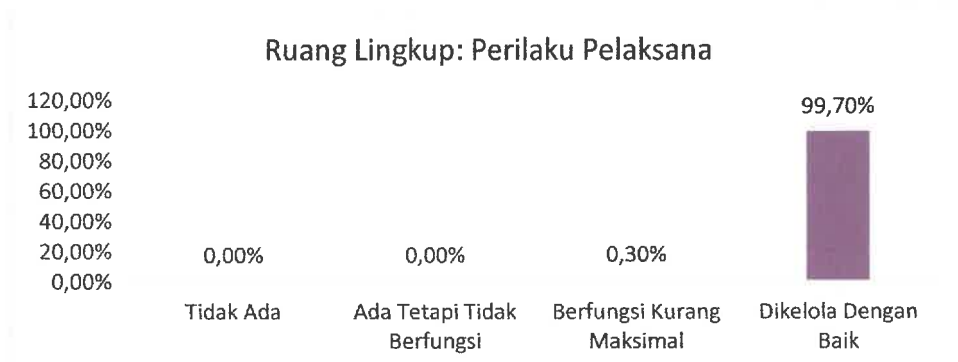 Ruang Lingkup: Perilaku Pelaksana
120,00%
100,00%
80,00%
60,00%
40,00%
20,00%
0,00%
0,00%
0,00%
0,30%
99,70%
Tidak Ada
Ada Tetapi Tidak
Berfungsi
Berfungsi Kurang
Maksimal
Dikelola Dengan
Baik